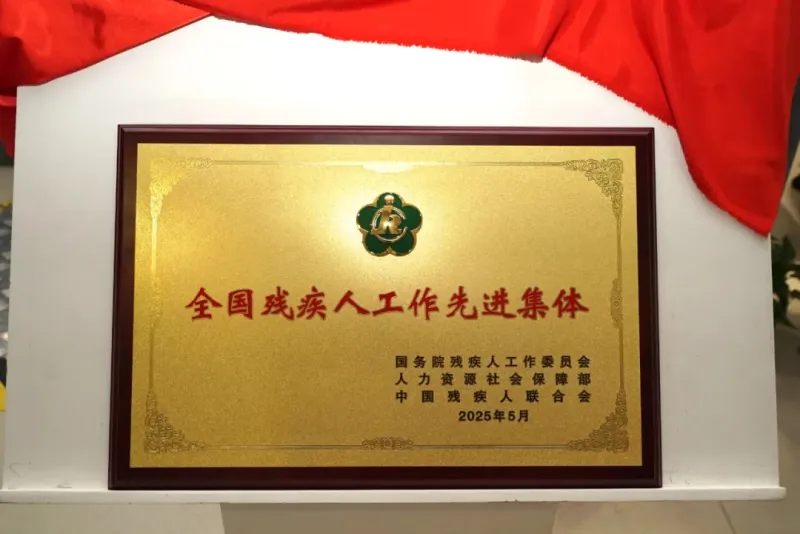 全国残疾人工作先进集体
国务院残疾人工作委员会
人力资源社会保障部
中国残疾人联合会
2025年5月